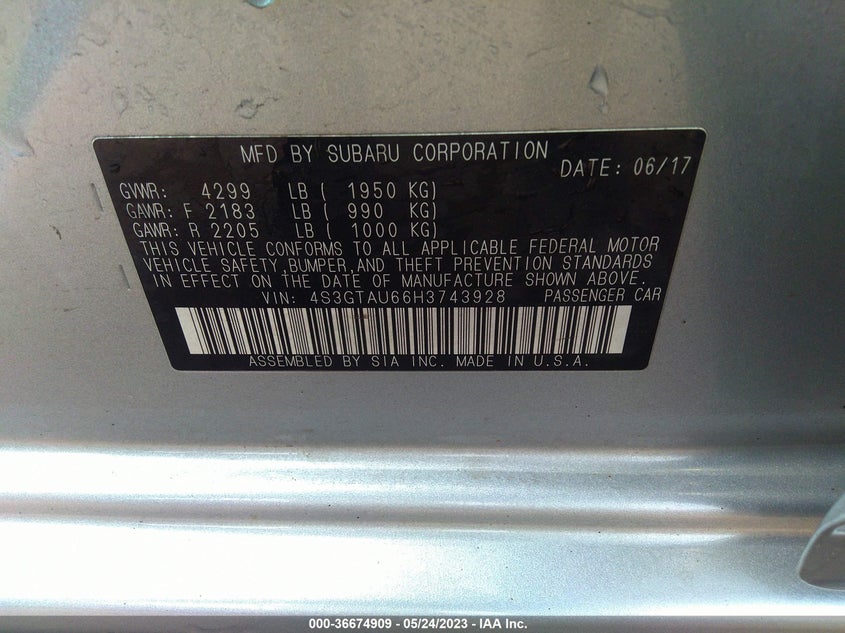 MFD BY SUBARU CORPORATION DATE: 06/17
GVWR: 4299 LB ( 1950 KG)
GAWR: F 2183 LB ( 990 KG)
GAWR: R 2205 LB ( 1000 KG)
THIS VEHICLE CONFORMS TO ALL APPLICABLE FEDERAL MOTOR
VEHICLE SAFETY,BUMPER,AND THEFT PREVENTION STANDARDS
IN EFFECT ON THE DATE OF MANUFACTURE SHOWN ABOVE.
VIN: 4S3GTAU66H3743928 PASSENGER CAR
ASSEMBLED BY SIA INC. MADE IN U.S.A.
000-36674909 - 05/24/2023 - IAA Inc.